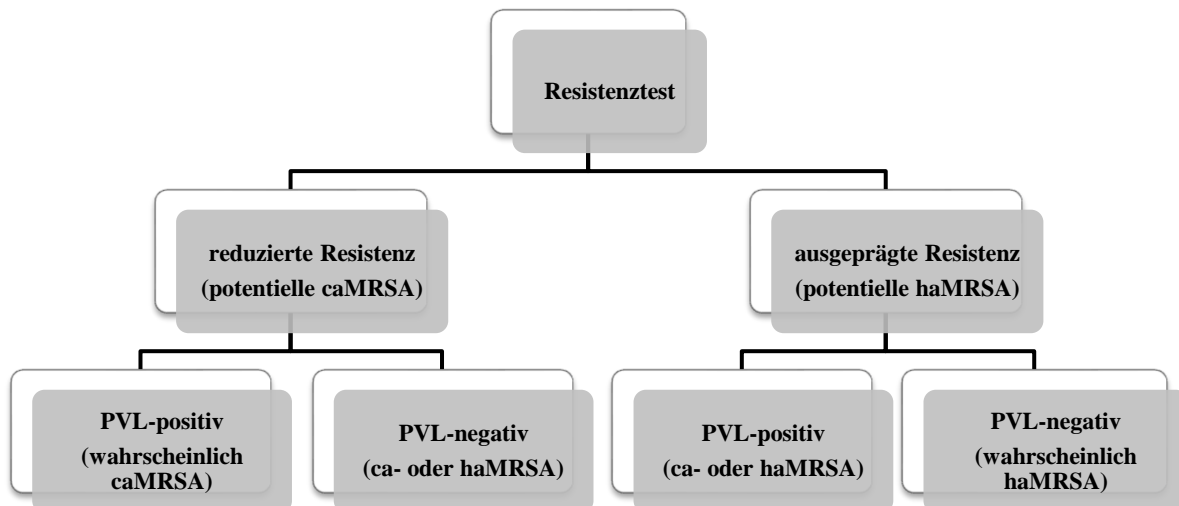 Resistenztest
reduzierte Resistenz
(potentielle caMRSA)
ausgeprägte Resistenz
(potentielle haMRSA)
PVL-positiv
(wahrscheinlich
caMRSA)
PVL-negativ
(ca- oder haMRSA)
PVL-positiv
(ca- oder haMRSA)
PVL-negativ
(wahrscheinlich
haMRSA)